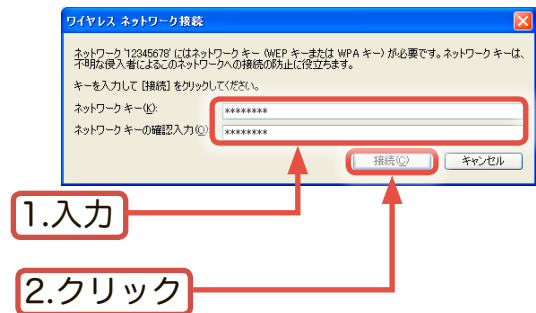 ワイヤレス ネットワーク接続
ネットワーク '12345678' にはネットワーク キー (WEP キーまたは WPA キー) が必要です。ネットワーク キーは、
不明な侵入者によるこのネットワークへの接続の防止に役立ちます。
キーを入力して [接続] をクリックしてください。
ネットワーク キー(K):
********
ネットワーク キーの確認入力(O):
********
接続(C)
キャンセル
1.入力
2.クリック